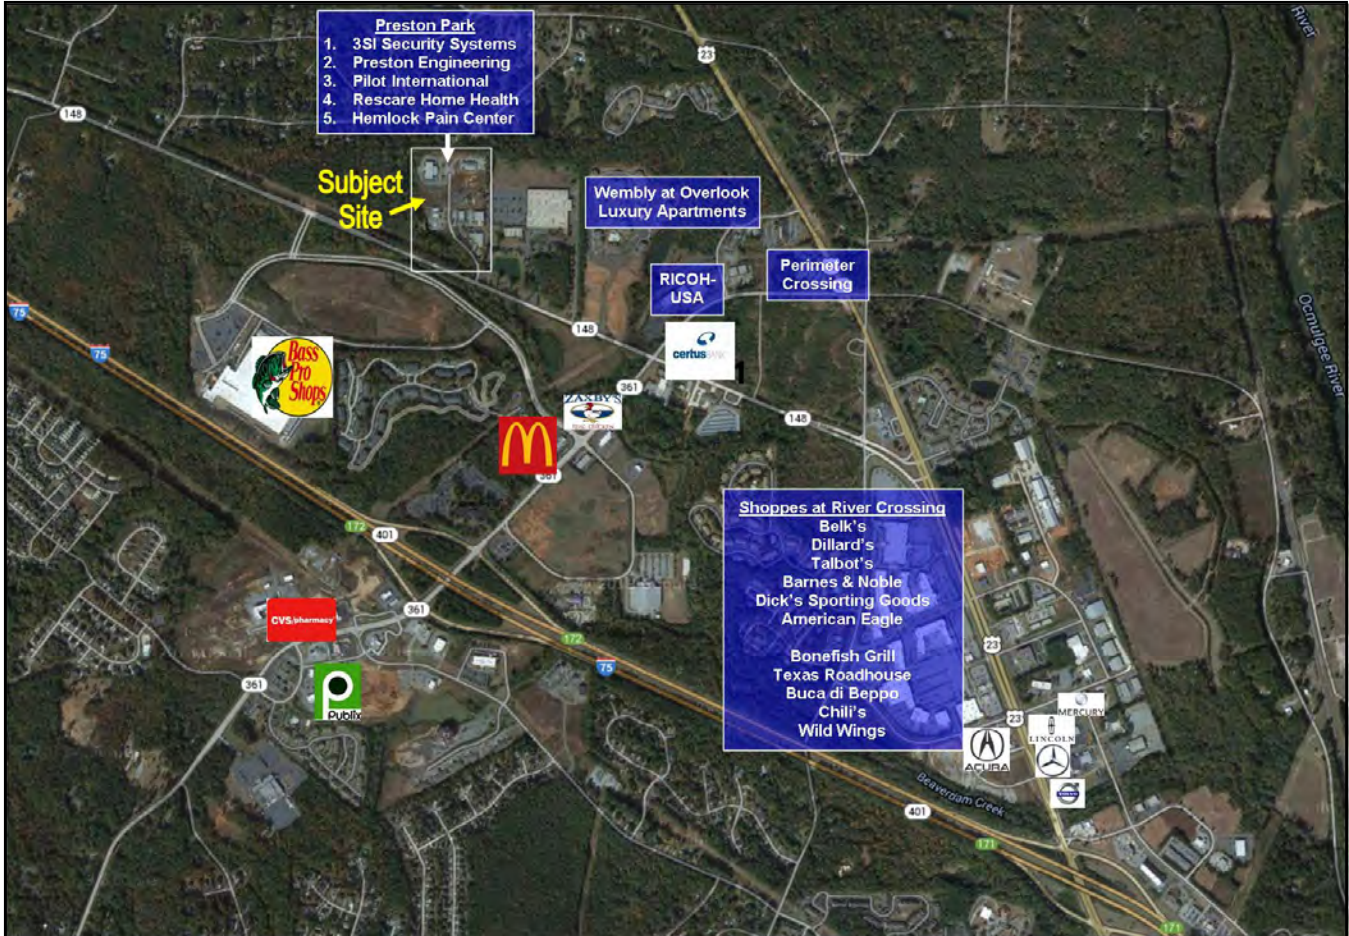 Preston Park
1. 3SI Security Systems
2. Preston Engineering
3. Pilot International
4. Rescare Home Health
5. Hemlock Pain Center
River
23
148
Subject
Site
Wembly at Overlook
Luxury Apartments
Perimeter
Crossing
RICOH-
USA
75
75
148
certusBANK
1
361
Bass
Pro
Shops
ZAXBY'S
148
Ocmulgee River
361
172
401
Shoppes at River Crossing
Belk's
Dillard's
Talbot's
Barnes & Noble
Dick's Sporting Goods
American Eagle
Bonefish Grill
Texas Roadhouse
Buca di Beppo
Chili's
Wild Wings
361
CVS/pharmacy
172
75
23
361
Publix
MERCURY
23
LINCOLN
ACURA
VOLVO
Beaverdam Creek
401
171
171